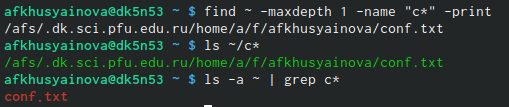 afkhusyainova@dk5n53 ~ $ find ~ -maxdepth 1 -name "c*" -print
/afs/.dk.sci.pfu.edu.ru/home/a/f/afkhusyainova/conf.txt
afkhusyainova@dk5n53 ~ $ ls ~/c*
/afs/.dk.sci.pfu.edu.ru/home/a/f/afkhusyainova/conf.txt
afkhusyainova@dk5n53 ~ $ ls -a ~ | grep c*
conf.txt